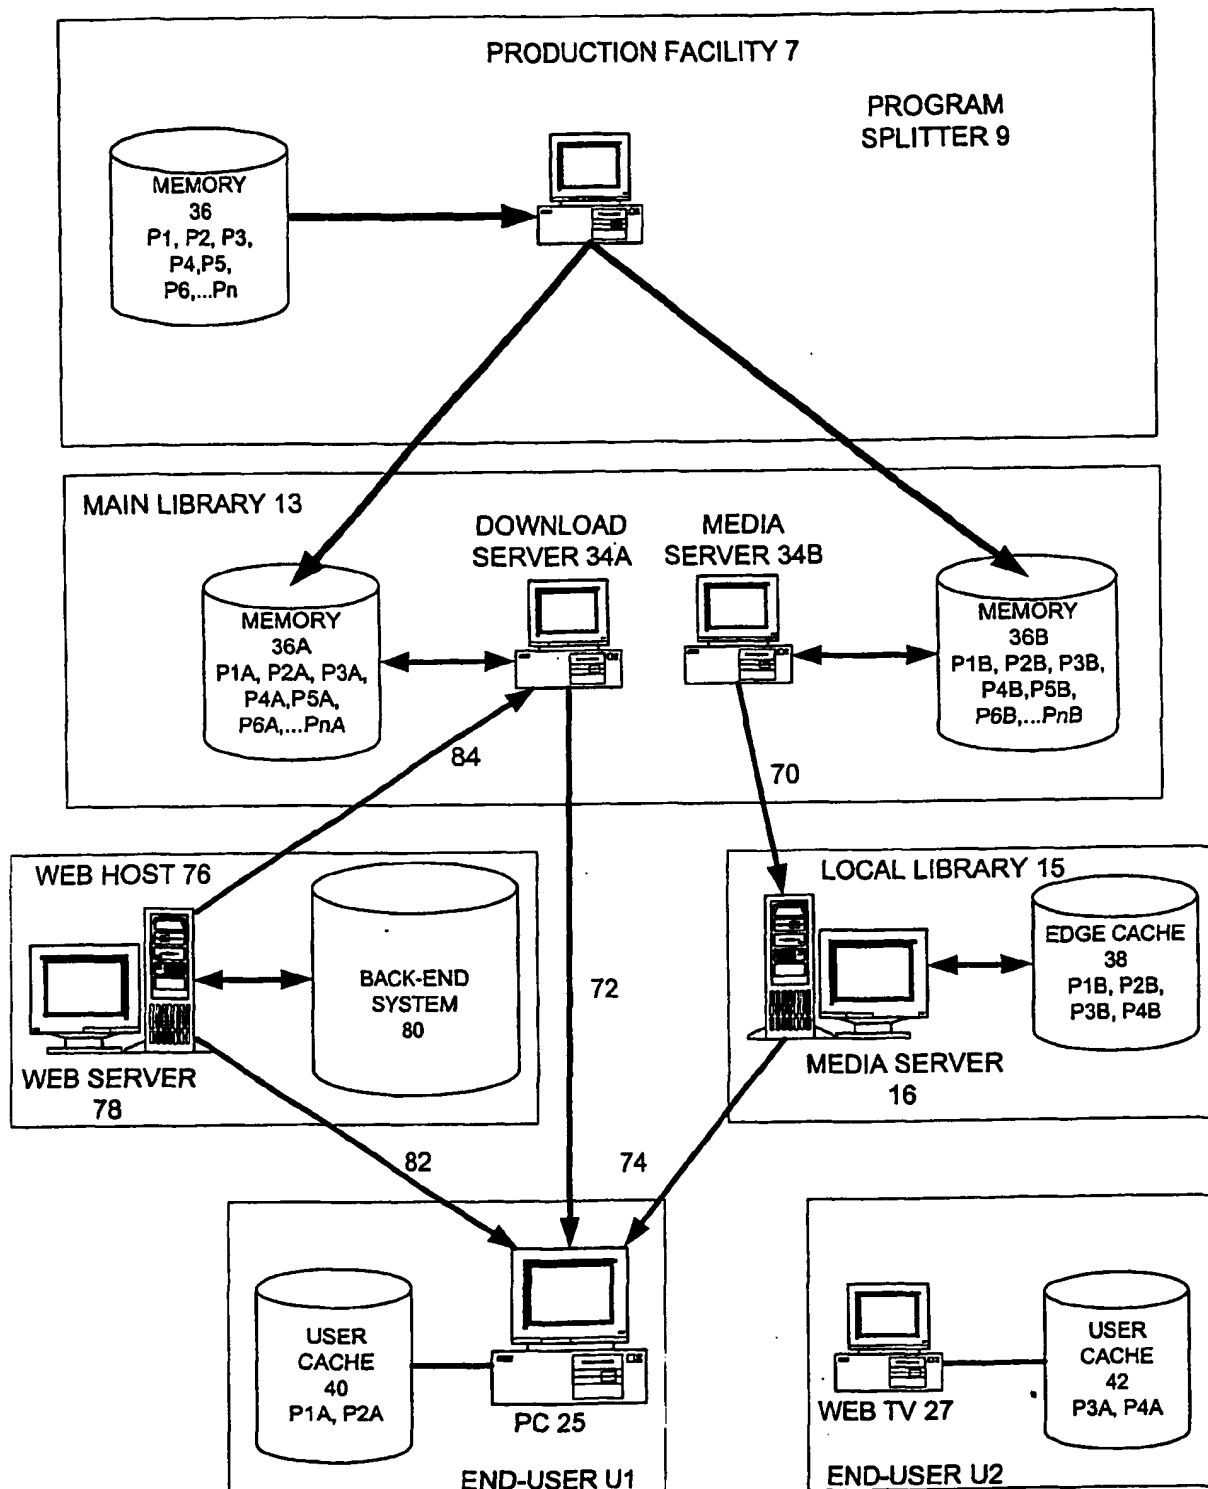 PRODUCTION FACILITY 7
PROGRAM
SPLITTER 9
MEMORY
36
P1, P2, P3,
P4,P5,
P6,...Pn
MAIN LIBRARY 13
DOWNLOAD
SERVER 34A
MEDIA
SERVER 34B
MEMORY
36A
P1A, P2A, P3A,
P4A,P5A,
P6A,...PnA
MEMORY
36B
P1B, P2B, P3B,
P4B,P5B,
P6B,...PnB
84
70
WEB HOST 76
BACK-END
SYSTEM
80
WEB SERVER
78
72
LOCAL LIBRARY 15
EDGE CACHE
38
P1B, P2B,
P3B, P4B
MEDIA SERVER
16
82
74
USER
CACHE
40
P1A, P2A
PC 25
END-USER U1
WEB TV 27
USER
CACHE
42
P3A, P4A
END-USER U2